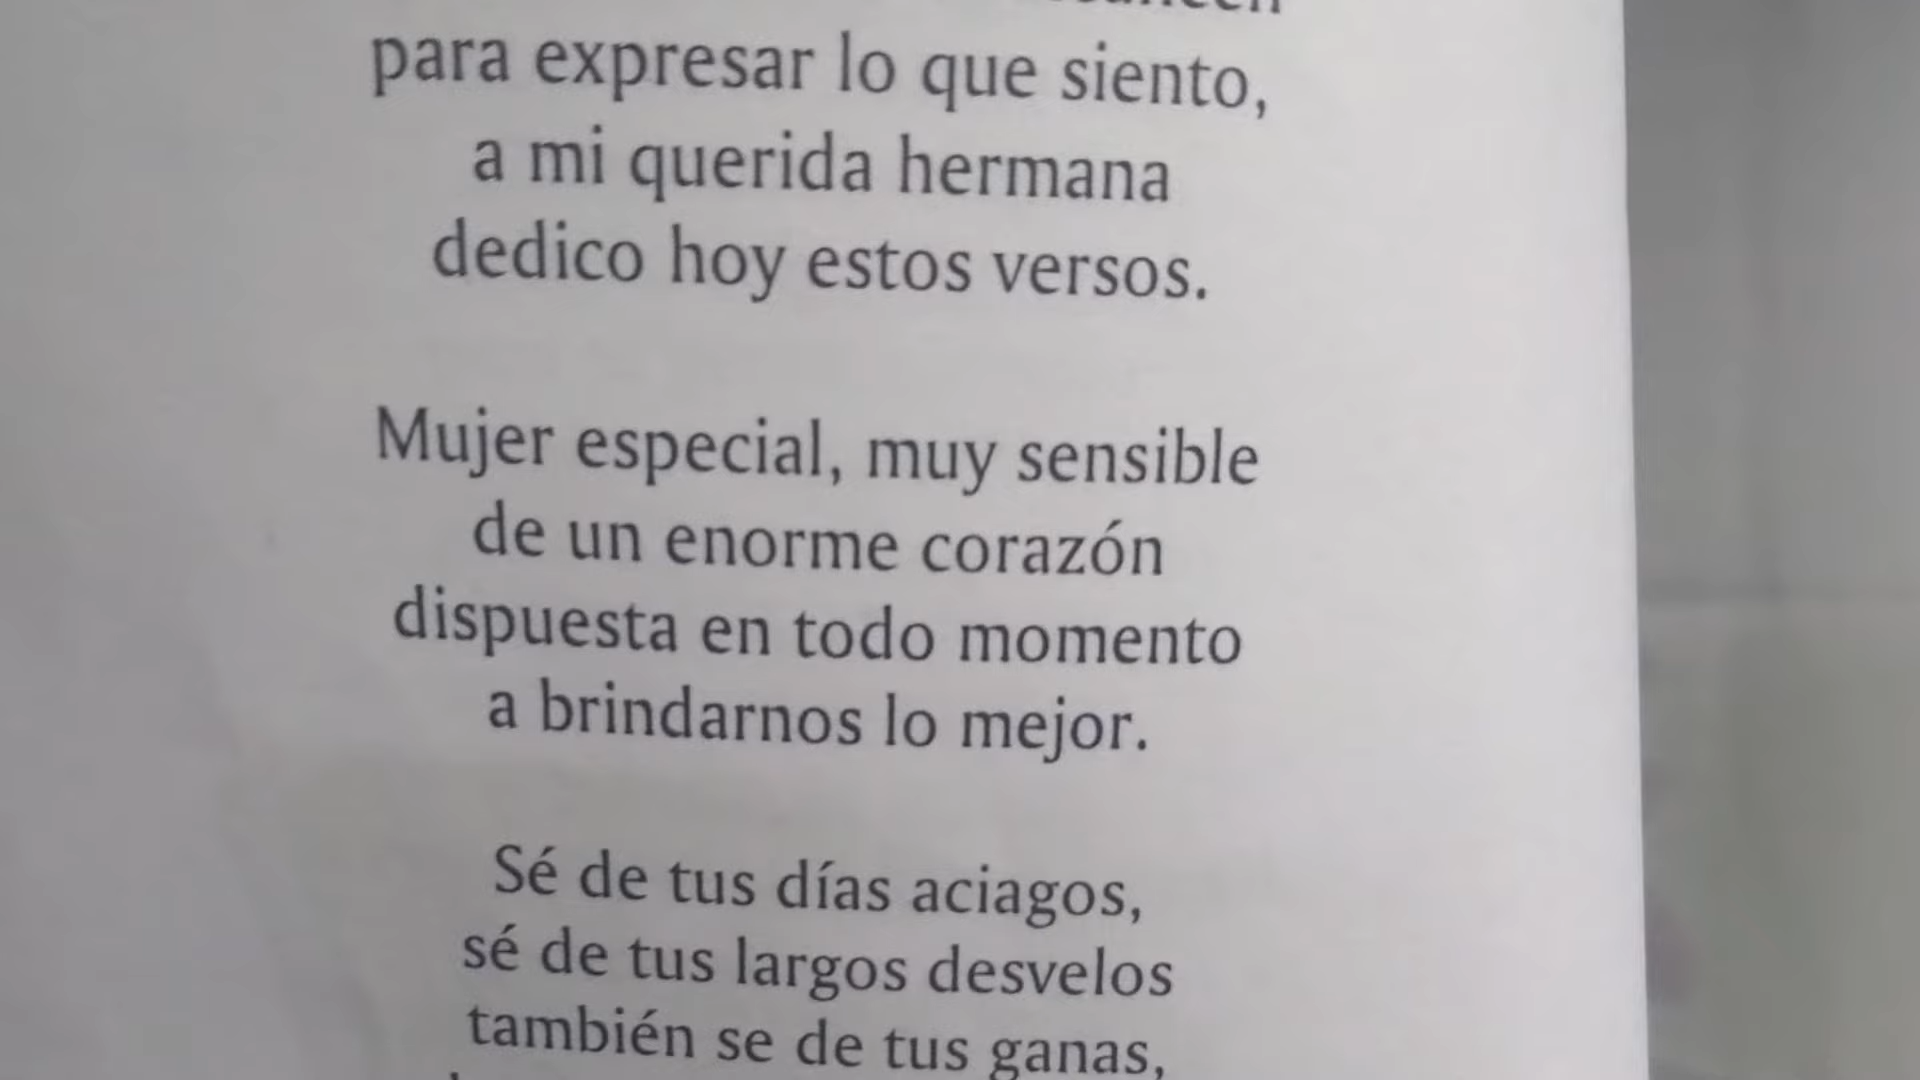 para expresar lo que siento,
a mi querida hermana
dedico hoy estos versos.
Mujer especial, muy sensible
de un enorme corazón
dispuesta en todo momento
a brindarnos lo mejor.
Sé de tus días aciagos,
sé de tus largos desvelos
también se de tus ganas,